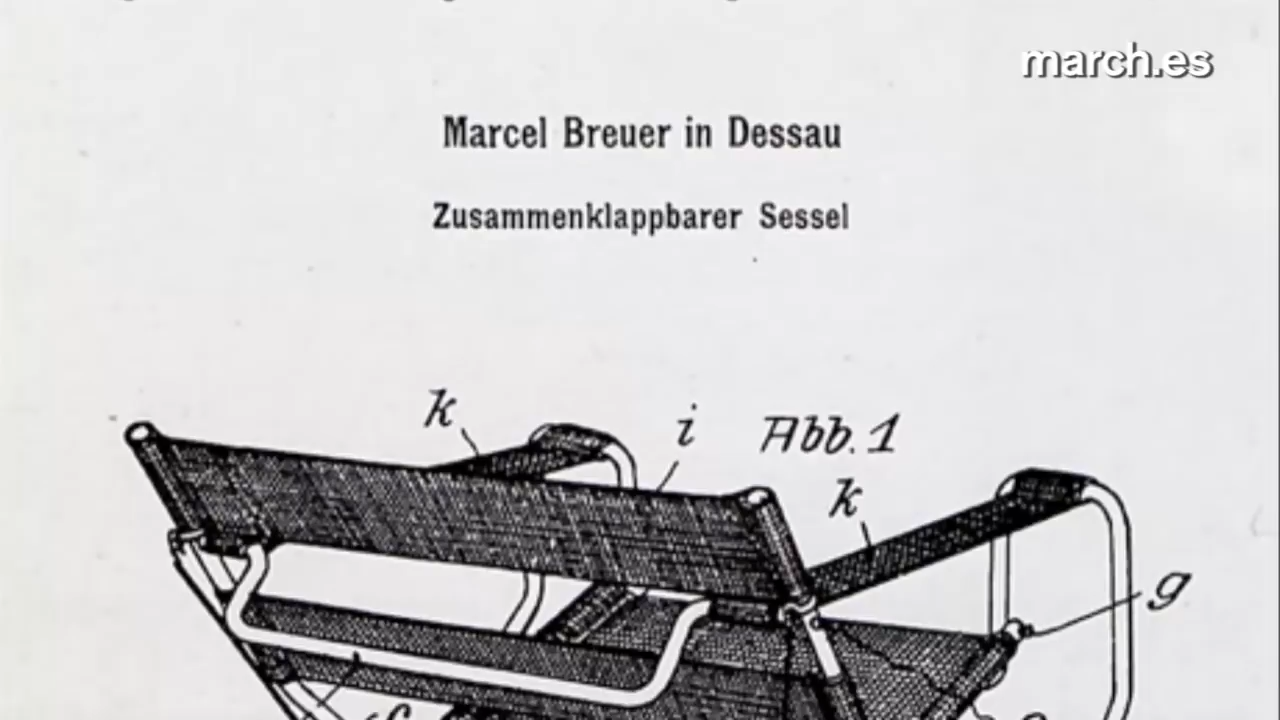 march.es
Marcel Breuer in Dessau
Zusammenklappbarer Sessel
k
i
Abb. 1
k
g